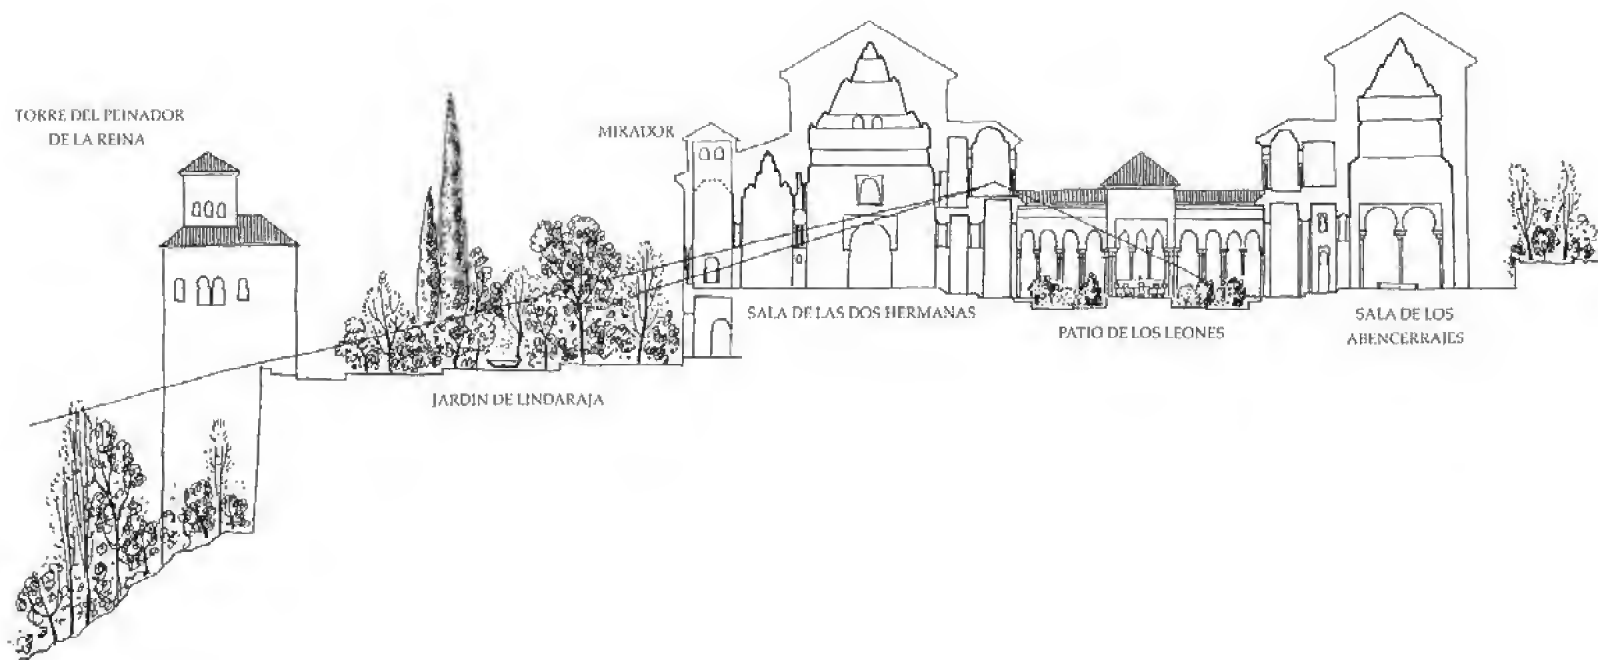 TORRE DEL PEINADOR
DE LA REINA
MIRADOR
JARDIN DE LINDARAJA
SALA DE LAS DOS HERMANAS
PATIO DE LOS LEONES
SALA DE LOS
ABENCERRAJES